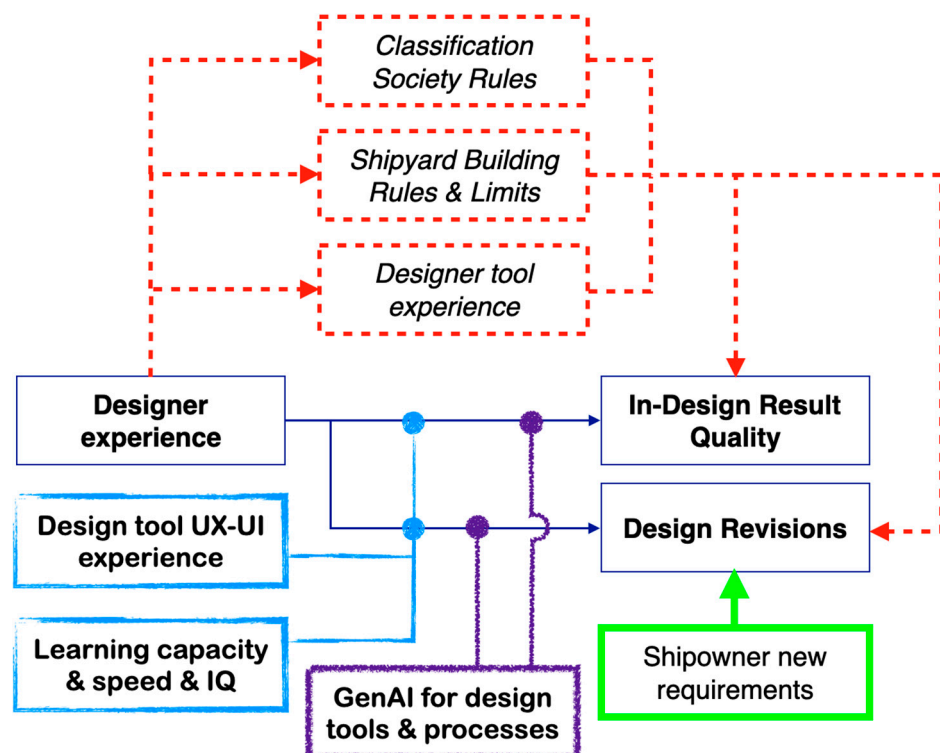 Classification
Society Rules
Shipyard Building
Rules & Limits
Designer tool
experience
Designer
experience
In-Design Result
Quality
Design tool UX-UI
experience
Design Revisions
Learning capacity
& speed & IQ
GenAI for design
tools & processes
Shipowner new
requirements